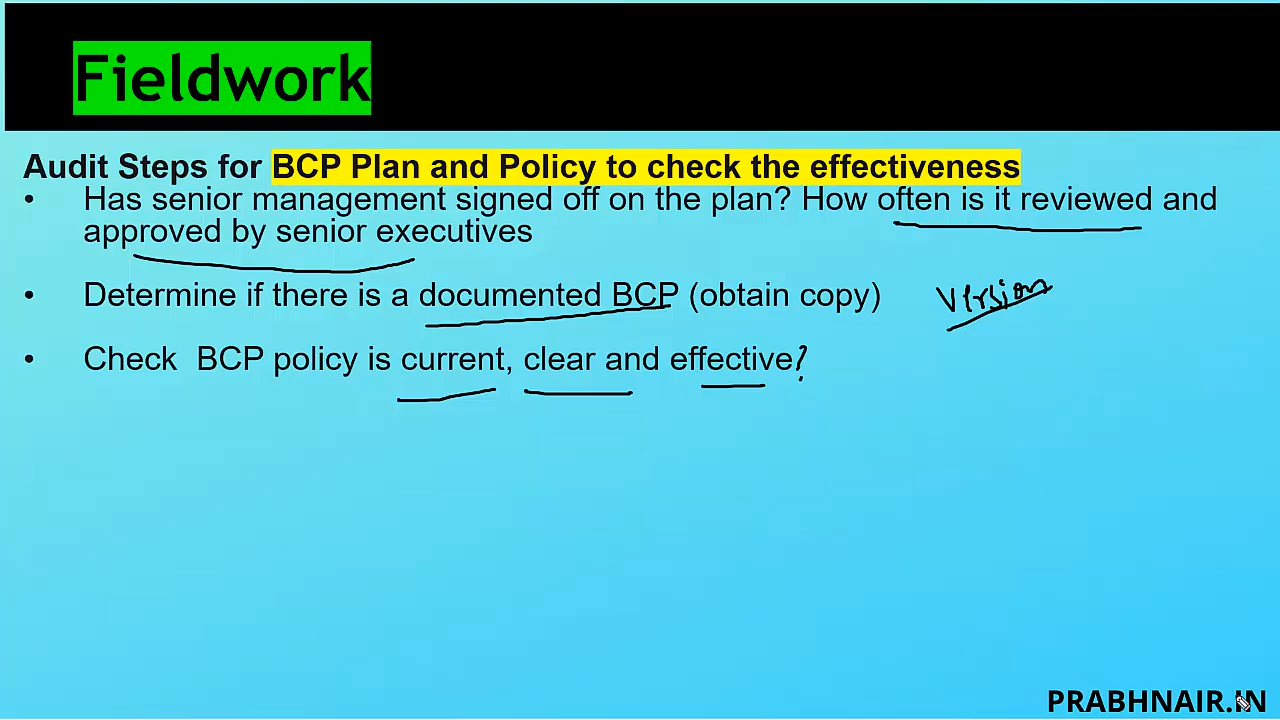 Fieldwork
Audit Steps for BCP Plan and Policy to check the effectiveness
• Has senior management signed off on the plan? How often is it reviewed and
approved by senior executives
• Determine if there is a documented BCP (obtain copy) version
• Check BCP policy is current, clear and effective?
PRABHNAIR.IN